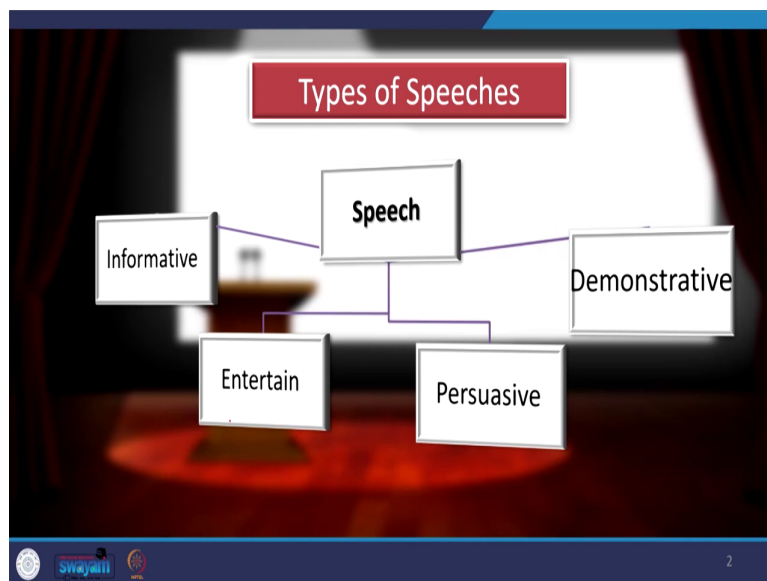 Types of Speeches
Speech
Informative
Demonstrative
Entertain
Persuasive
swayam
2